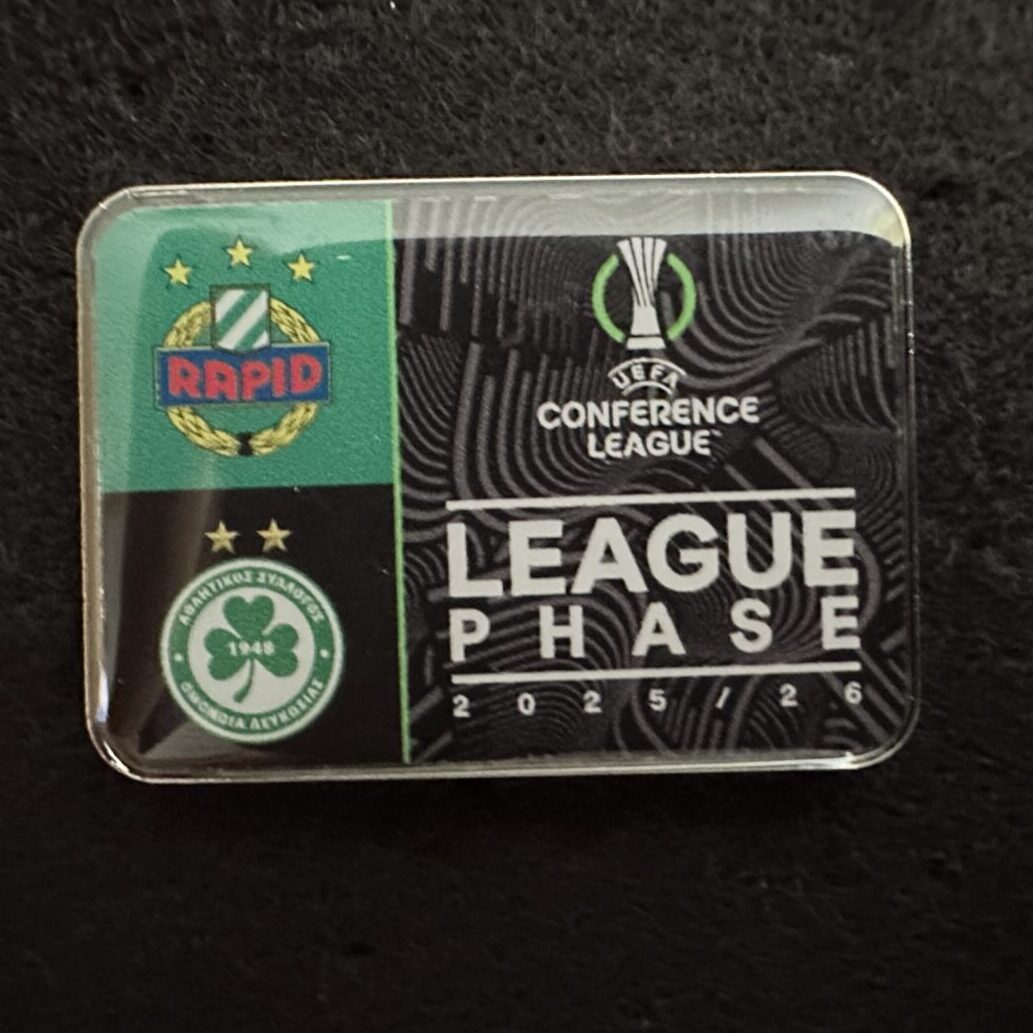 RAPID
ΑΘΛΗΤΙΚΟΣ ΣΥΛΛΟΓΟΣ
1948
ΟΜΟΝΟΙΑ ΛΕΥΚΩΣΙΑΣ
UEFA
CONFERENCE
LEAGUE
LEAGUE
PHASE
2025/26